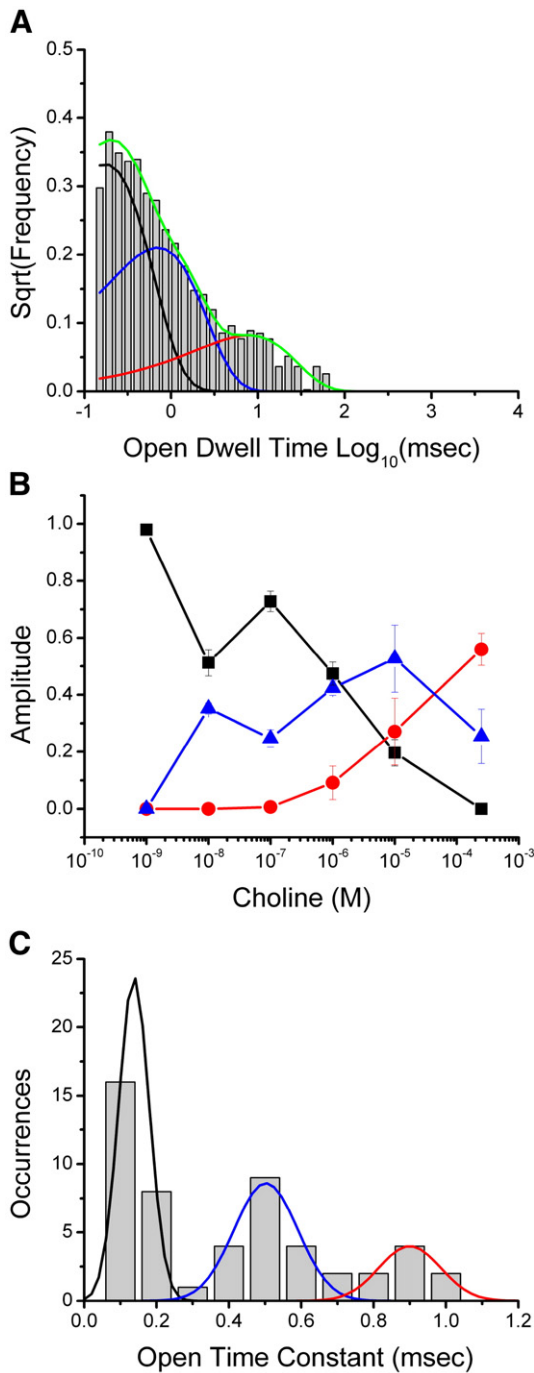 A
0.5
0.4
0.3
0.2
0.1
0.0
Sqrt(Frequency)
-1 0 1 2 3 4
Open Dwell Time Log₁₀(msec)
B
1.0
0.8
0.6
0.4
0.2
0.0
Amplitude
10⁻¹⁰ 10⁻⁹ 10⁻⁸ 10⁻⁷ 10⁻⁶ 10⁻⁵ 10⁻⁴ 10⁻³
Choline (M)
C
25
20
15
10
5
0
Occurrences
0.0 0.2 0.4 0.6 0.8 1.0 1.2
Open Time Constant (msec)